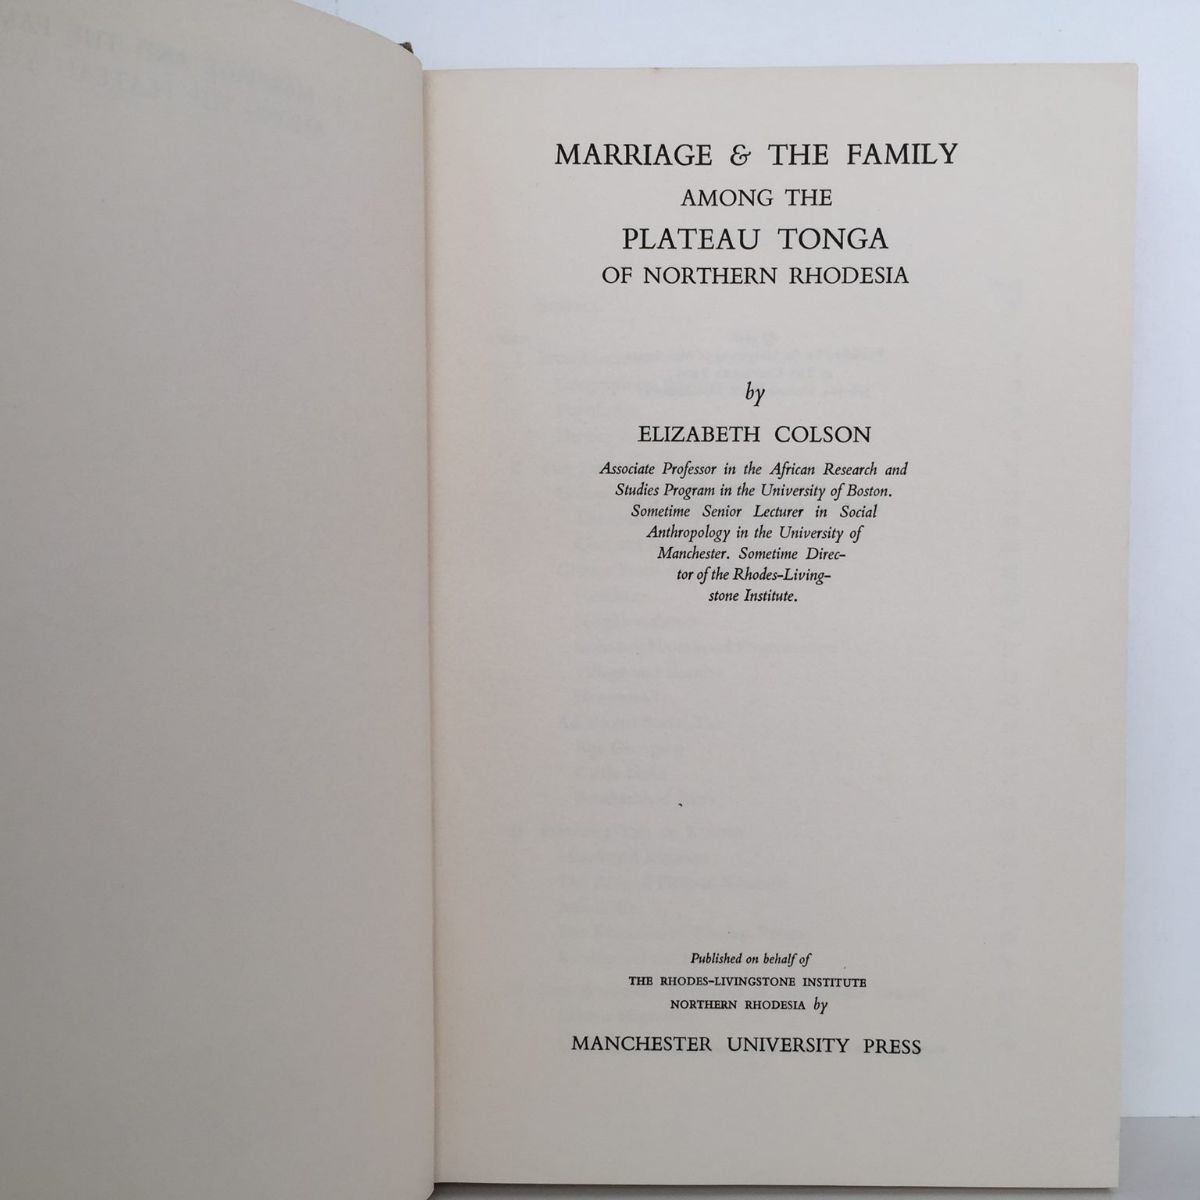 MARRIAGE & THE FAMILY
AMONG THE
PLATEAU TONGA
OF NORTHERN RHODESIA
by
ELIZABETH COLSON
Associate Professor in the African Research and
Studies Program in the University of Boston.
Sometime Senior Lecturer in Social
Anthropology in the University of
Manchester. Sometime Direc-
tor of the Rhodes-Living-
stone Institute.
Published on behalf of
THE RHODES-LIVINGSTONE INSTITUTE
NORTHERN RHODESIA by
MANCHESTER UNIVERSITY PRESS